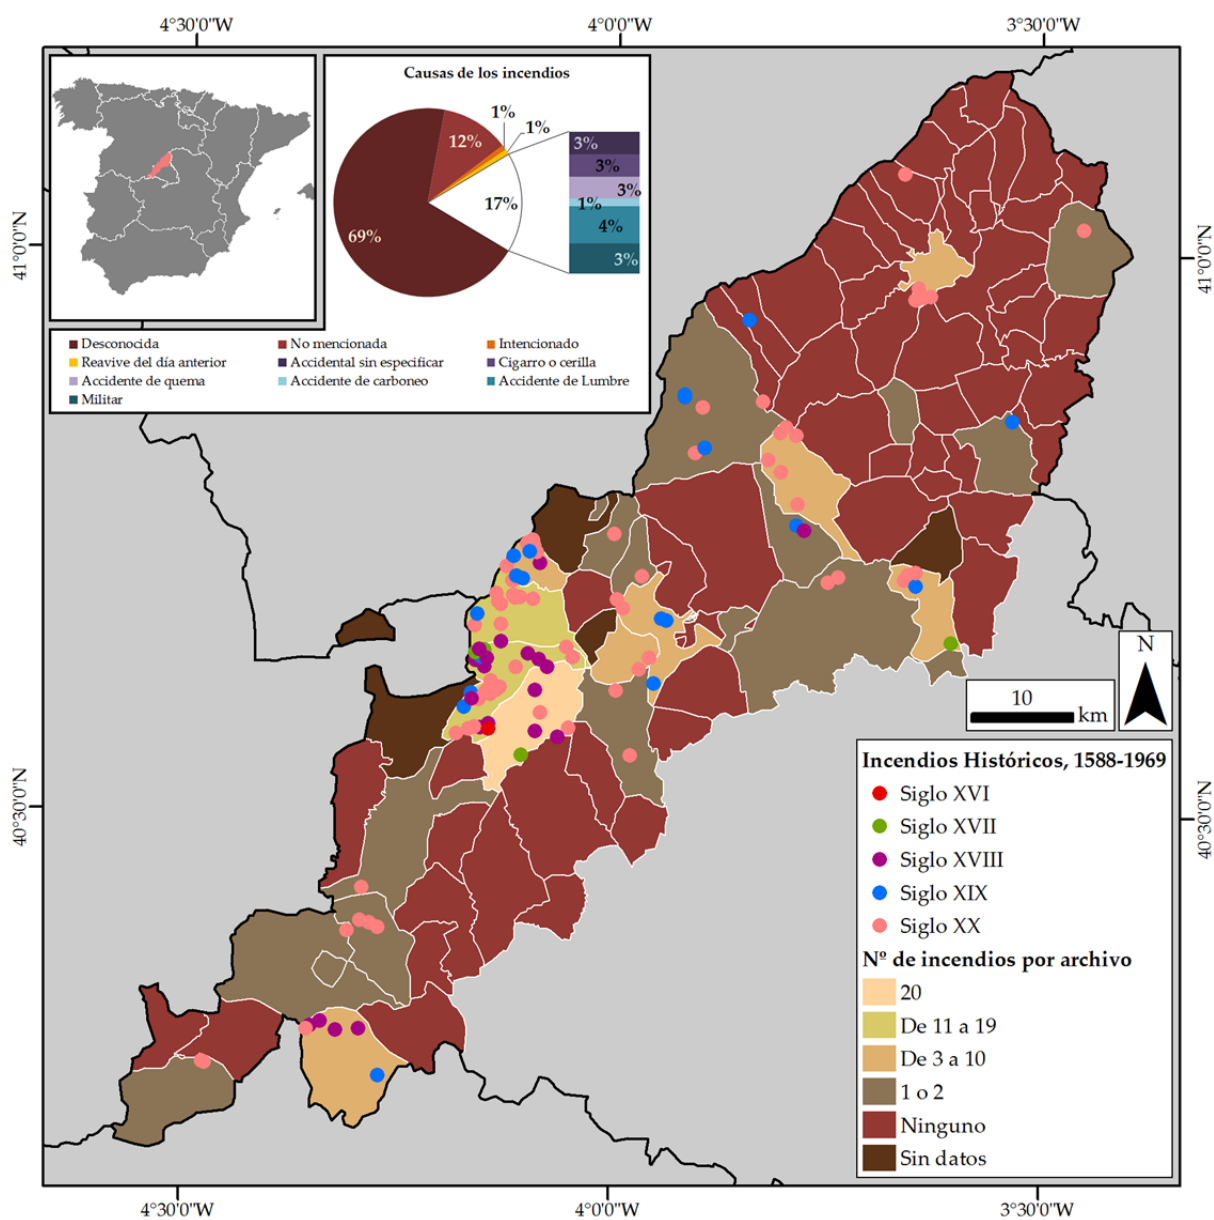 4°30'0"W
4°0'0"W
3°30'0"W
41°0'0"N
40°30'0"N
Causas de los incendios
1%
1%
12%
17%
69%
3%
3%
3%
1%
4%
3%
Desconocida
No mencionada
Intencionado
Reavive del día anterior
Accidental sin especificar
Cigarro o cerilla
Accidente de quema
Accidente de carboneo
Accidente de Lumbre
Militar
41°0'0"N
40°30'0"N
N
10
km
Incendios Históricos, 1588-1969
Siglo XVI
Siglo XVII
Siglo XVIII
Siglo XIX
Siglo XX
Nº de incendios por archivo
20
De 11 a 19
De 3 a 10
1 o 2
Ninguno
Sin datos
4°30'0"W
4°0'0"W
3°30'0"W